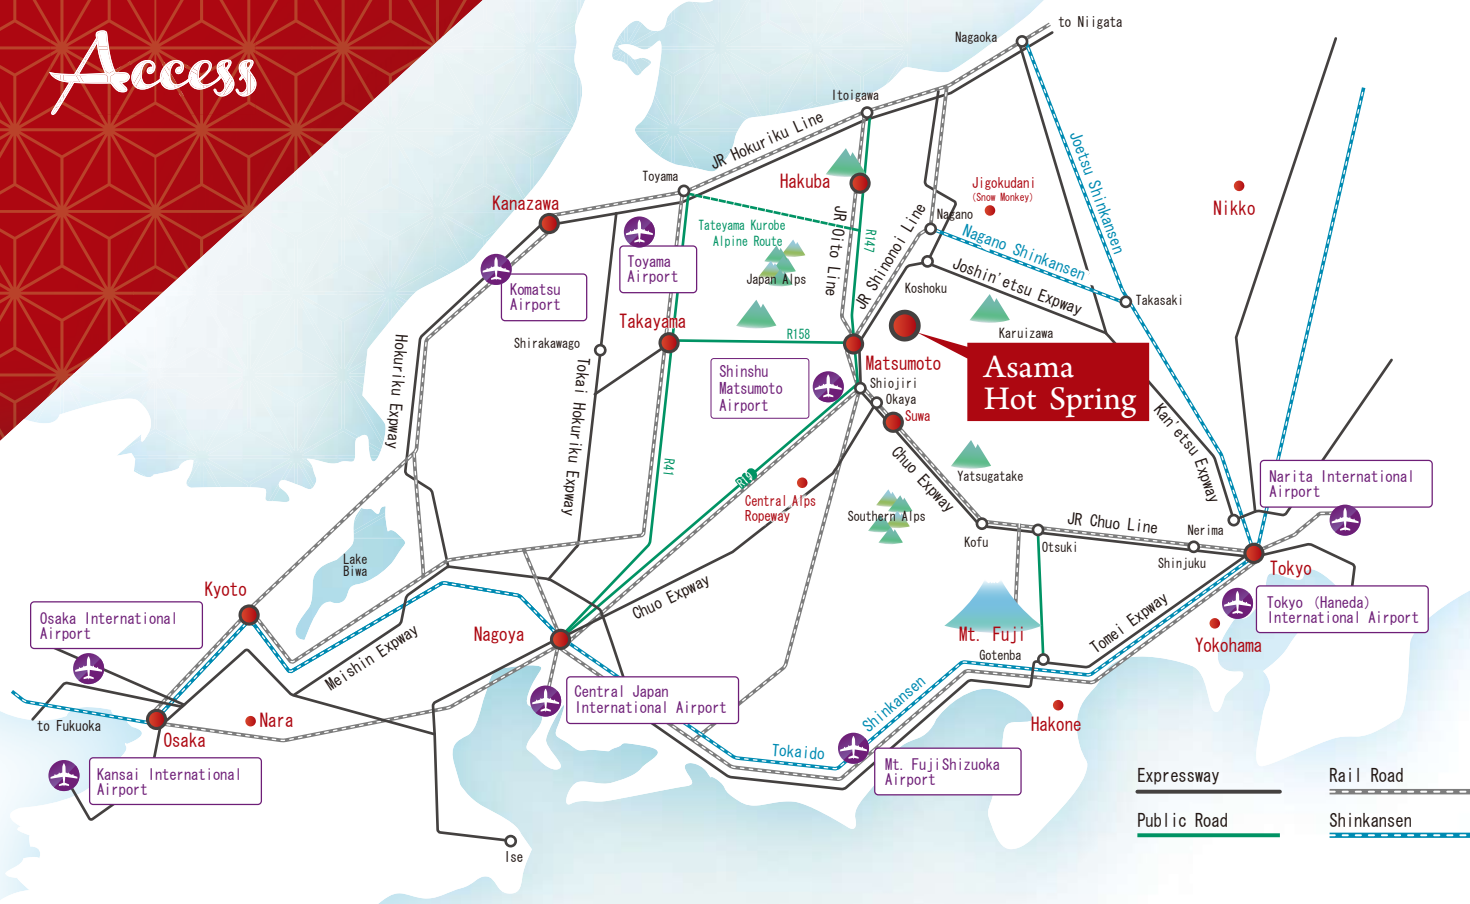 Access
to Niigata
Nagaoka
Itoigawa
JR Hokuriku Line
Toyama
Hakuba
Joetsu Shinkansen
Jigokudani
(Snow Monkey)
Nikko
Kanazawa
Nagano
Tateyama Kurobe
Alpine Route
R147
JR Oito Line
JR Shinonoi Line
Nagano Shinkansen
Toyama
Airport
Komatsu
Airport
Japan Alps
Koshoku
Joshin'etsu Expway
Takasaki
Takayama
R158
Karuizawa
Shirakawago
Hokuriku Expway
Tokai Hokuriku Expway
Matsumoto
Asama
Hot Spring
Shinshu
Matsumoto
Airport
Shiojiri
Okaya
Suwa
Kan'etsu Expway
R41
R19
Chuo Expway
Yatsugatake
Narita International
Airport
Central Alps
Ropeway
Southern Alps
JR Chuo Line
Kofu
Otsuki
Nerima
Shinjuku
Tokyo
Lake
Biwa
Kyoto
Chuo Expway
Osaka International
Airport
Tokyo (Haneda)
International Airport
Nagoya
Mt. Fuji
Tomei Expway
Yokohama
Meishin Expway
Gotenba
Central Japan
International Airport
Shinkansen
to Fukuoka
Nara
Osaka
Hakone
Tokaido
Mt. FujiShizuoka
Airport
Kansai International
Airport
Expressway
Rail Road
Public Road
Shinkansen
Ise